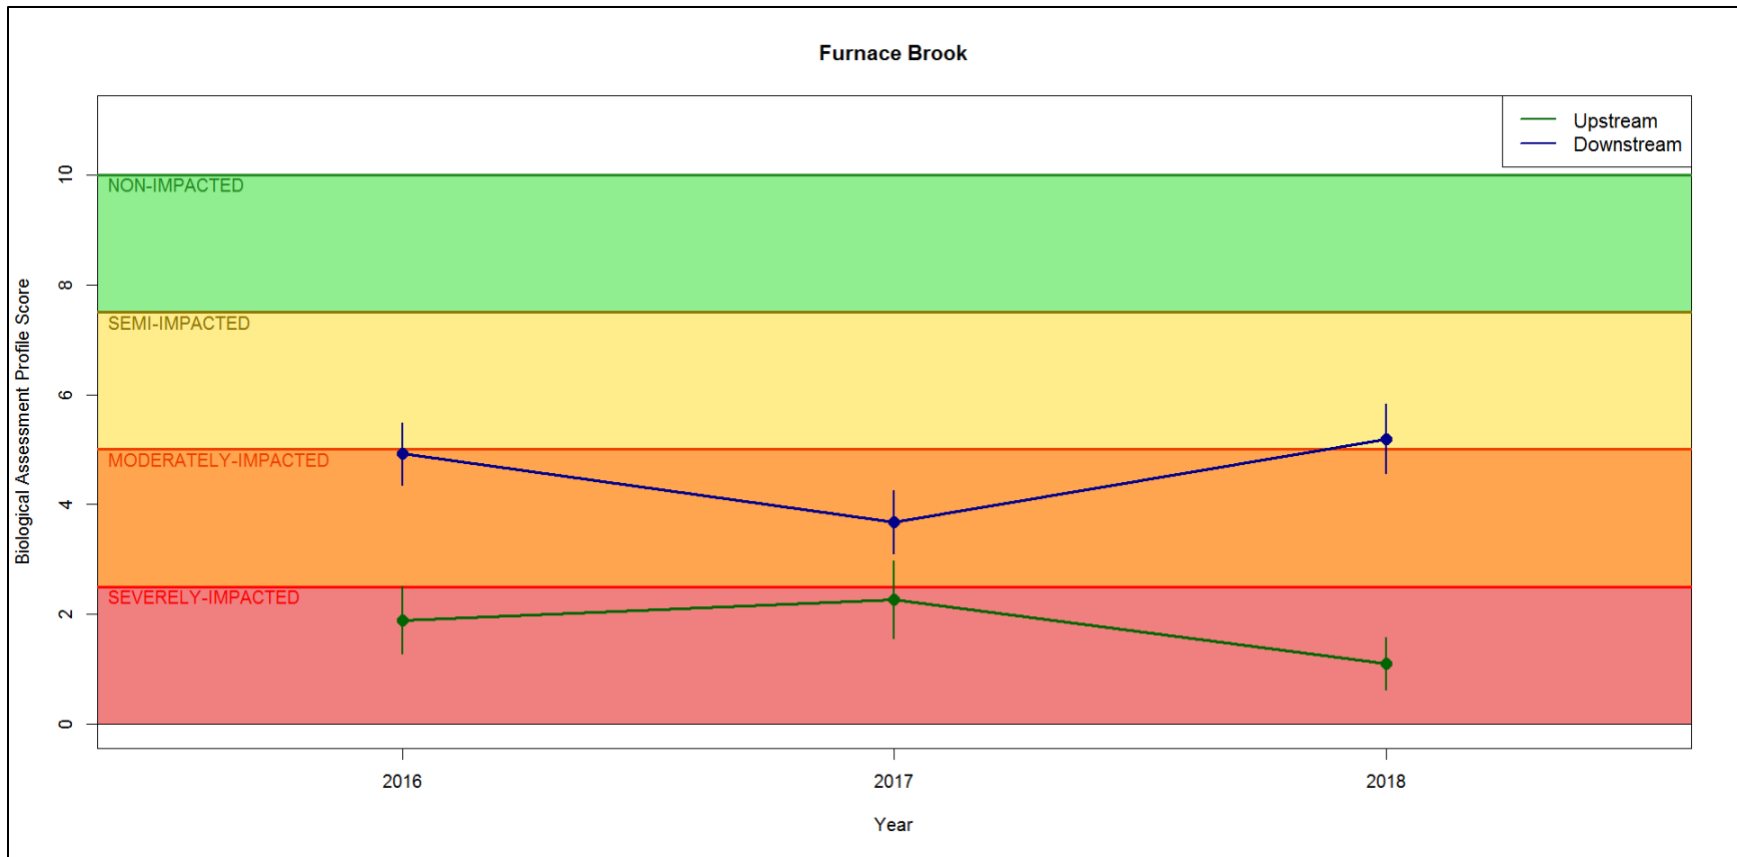 Furnace Brook
Upstream
Downstream
10
NON-IMPACTED
8
SEMI-IMPACTED
6
MODERATELY-IMPACTED
4
SEVERELY-IMPACTED
2
0
Biological Assessment Profile Score
2016
2017
2018
Year